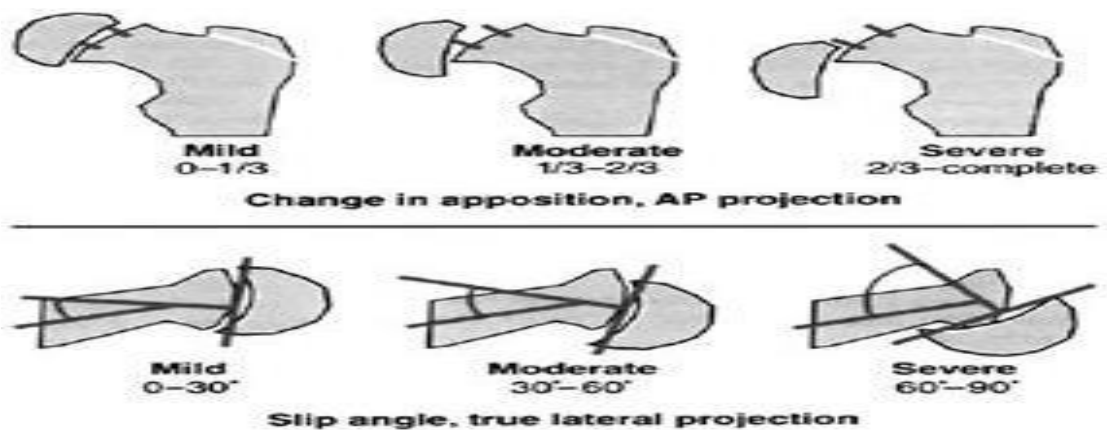 Mild Moderate Severe
0–1/3 1/3–2/3 2/3–complete
Change in apposition, AP projection
Mild Moderate Severe
0–30° 30°–60° 60°–90°
Slip angle, true lateral projection